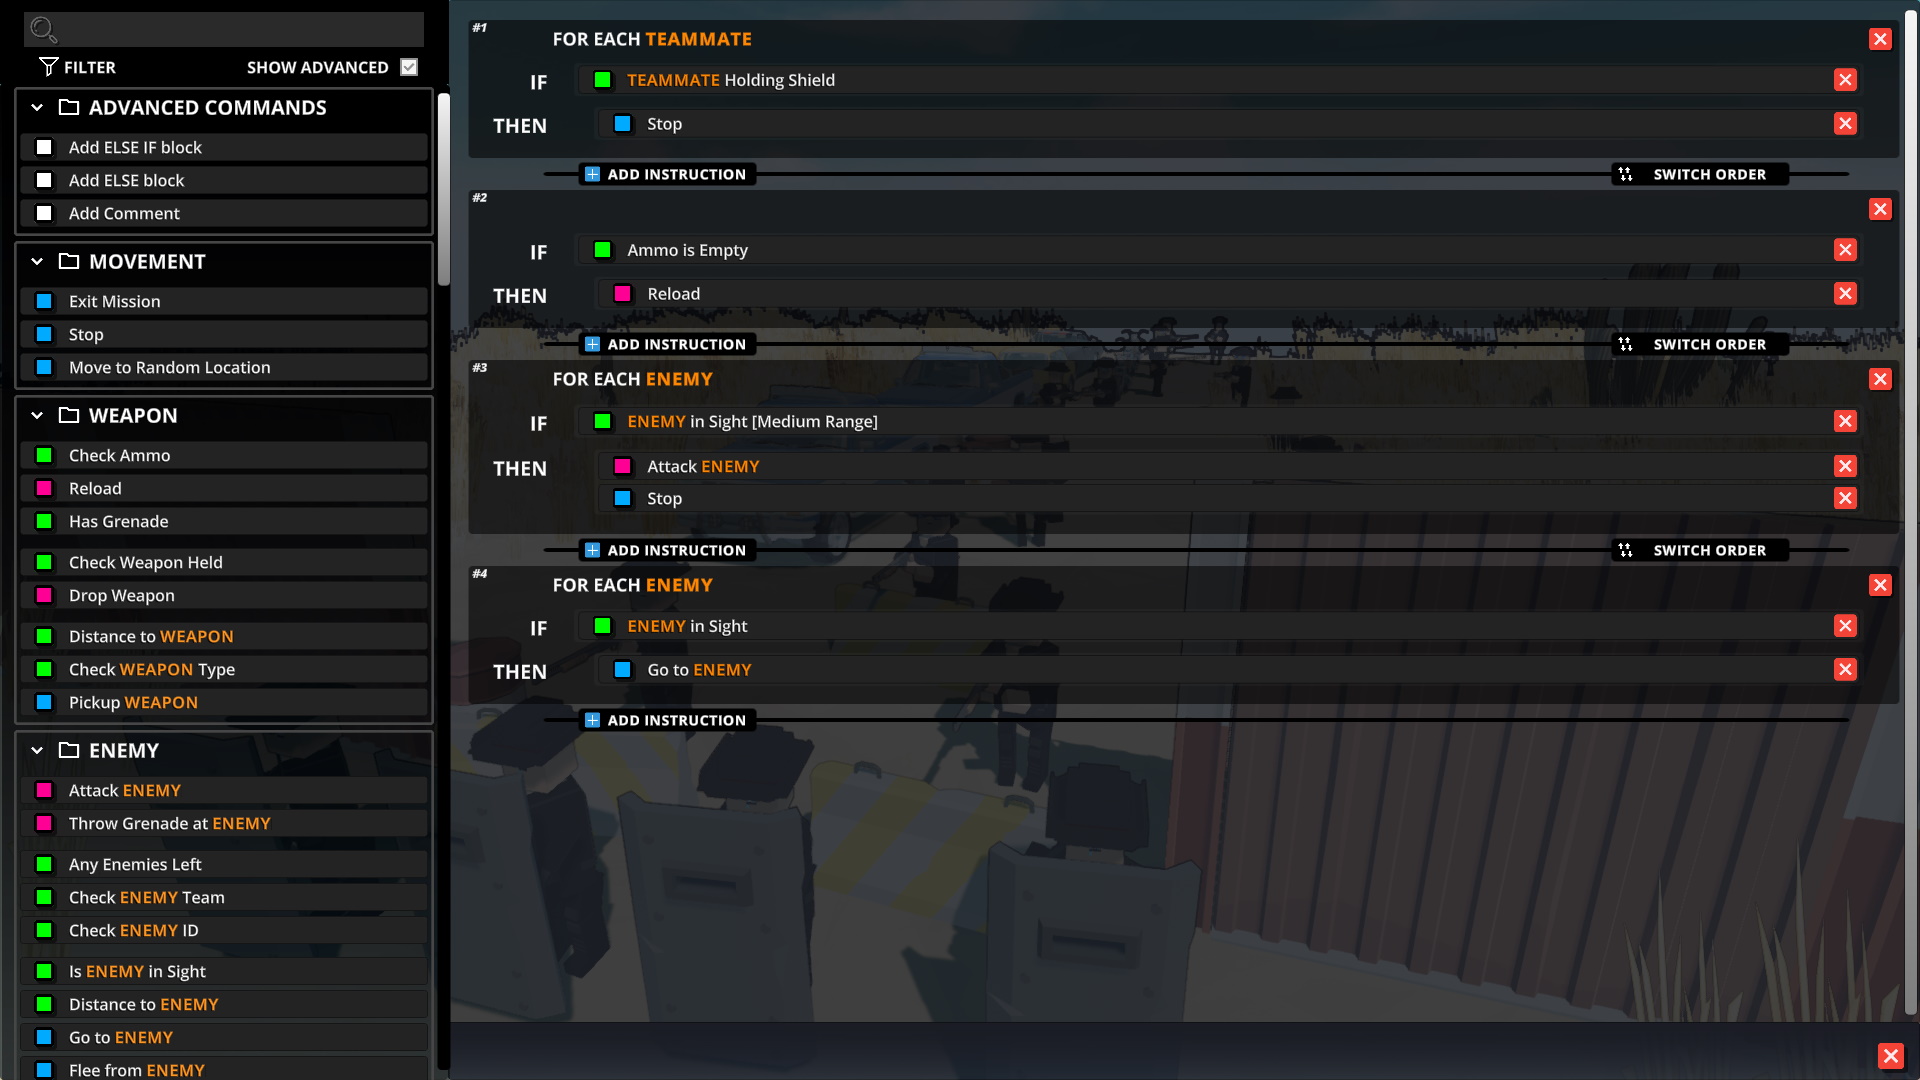 FILTER
SHOW ADVANCED
ADVANCED COMMANDS
Add ELSE IF block
Add ELSE block
Add Comment
MOVEMENT
Exit Mission
Stop
Move to Random Location
WEAPON
Check Ammo
Reload
Has Grenade
Check Weapon Held
Drop Weapon
Distance to WEAPON
Check WEAPON Type
Pickup WEAPON
ENEMY
Attack ENEMY
Throw Grenade at ENEMY
Any Enemies Left
Check ENEMY Team
Check ENEMY ID
Is ENEMY in Sight
Distance to ENEMY
Go to ENEMY
Flee from ENEMY
#1
FOR EACH TEAMMATE
IF TEAMMATE Holding Shield
THEN Stop
ADD INSTRUCTION
SWITCH ORDER
#2
IF Ammo is Empty
THEN Reload
ADD INSTRUCTION
SWITCH ORDER
#3
FOR EACH ENEMY
IF ENEMY in Sight [Medium Range]
THEN Attack ENEMY
Stop
ADD INSTRUCTION
SWITCH ORDER
#4
FOR EACH ENEMY
IF ENEMY in Sight
THEN Go to ENEMY
ADD INSTRUCTION